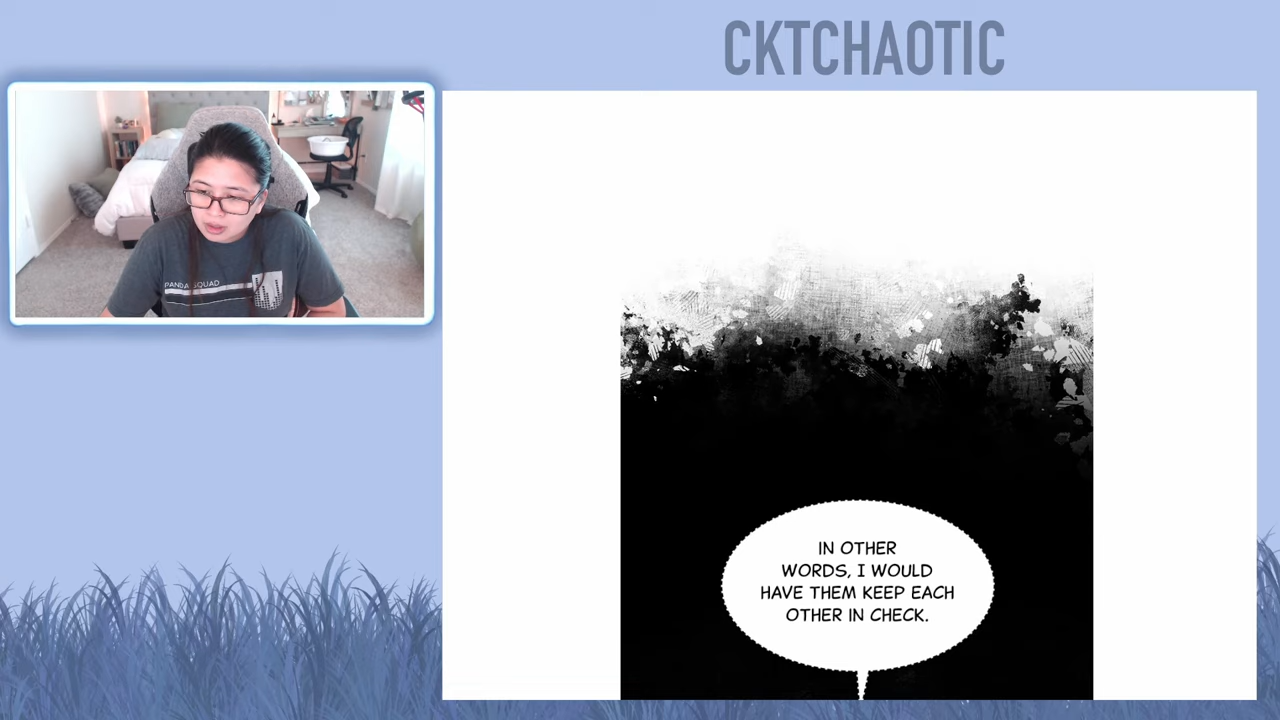 CKTCHAOTIC
PANDA SQUAD
IN OTHER
WORDS, I WOULD
HAVE THEM KEEP EACH
OTHER IN CHECK.